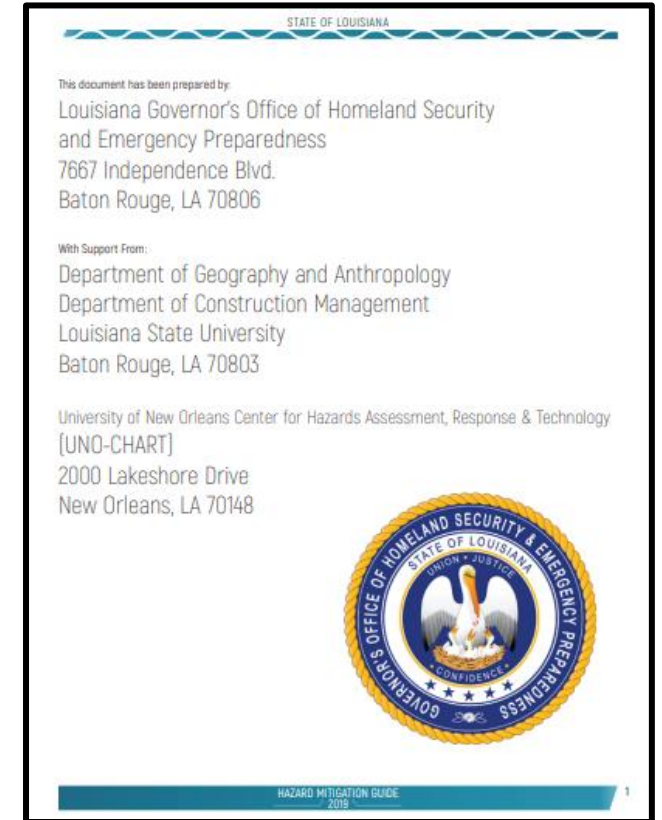 STATE OF LOUISIANA
This document has been prepared by:
Louisiana Governor's Office of Homeland Security
and Emergency Preparedness
7667 Independence Blvd.
Baton Rouge, LA 70806
With Support From:
Department of Geography and Anthropology
Department of Construction Management
Louisiana State University
Baton Rouge, LA 70803
University of New Orleans Center for Hazards Assessment, Response & Technology
(UNO-CHART)
2000 Lakeshore Drive
New Orleans, LA 70148
GOVERNOR'S OFFICE OF HOMELAND SECURITY & EMERGENCY PREPAREDNESS
STATE OF LOUISIANA
UNION * JUSTICE
* CONFIDENCE *
HAZARD MITIGATION GUIDE
2019
1